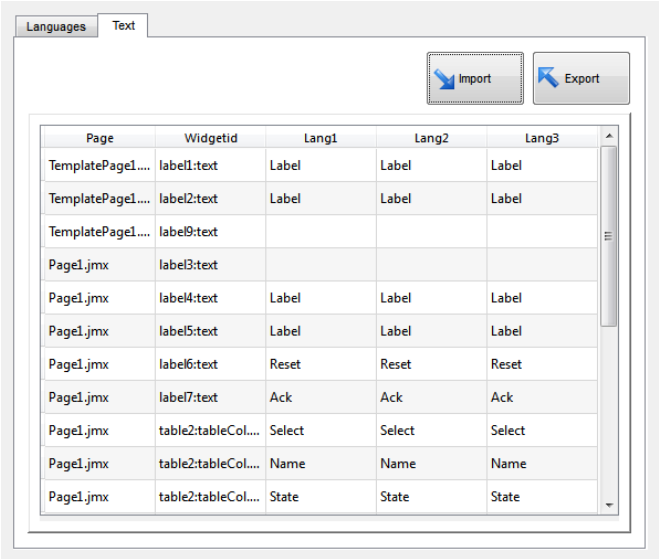 Languages Text
Import Export
Page Widgetid Lang1 Lang2 Lang3
TemplatePage1.... label1:text Label Label Label
TemplatePage1.... label2:text Label Label Label
TemplatePage1.... label9:text
Page1.jmx label3:text
Page1.jmx label4:text Label Label Label
Page1.jmx label5:text Label Label Label
Page1.jmx label6:text Reset Reset Reset
Page1.jmx label7:text Ack Ack Ack
Page1.jmx table2:tableCol.... Select Select Select
Page1.jmx table2:tableCol.... Name Name Name
Page1.jmx table2:tableCol.... State State State